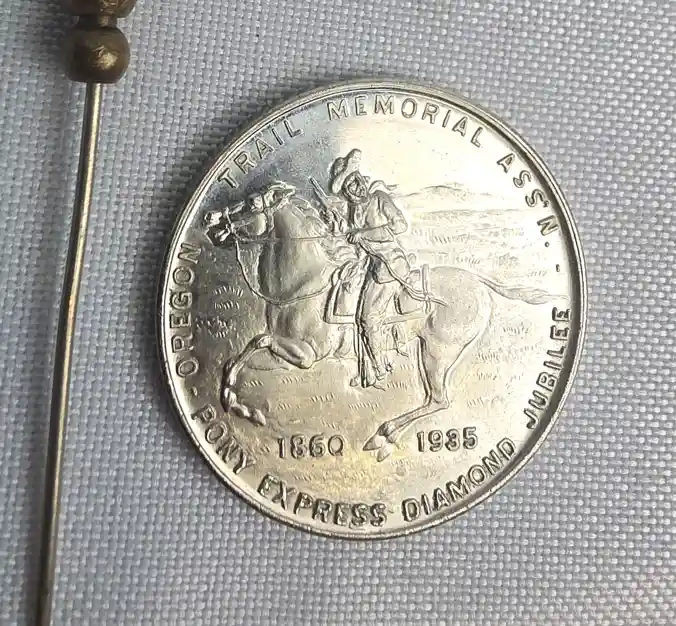 OREGON TRAIL MEMORIAL ASS'N. -
PONY EXPRESS DIAMOND JUBILEE -
1860 1935